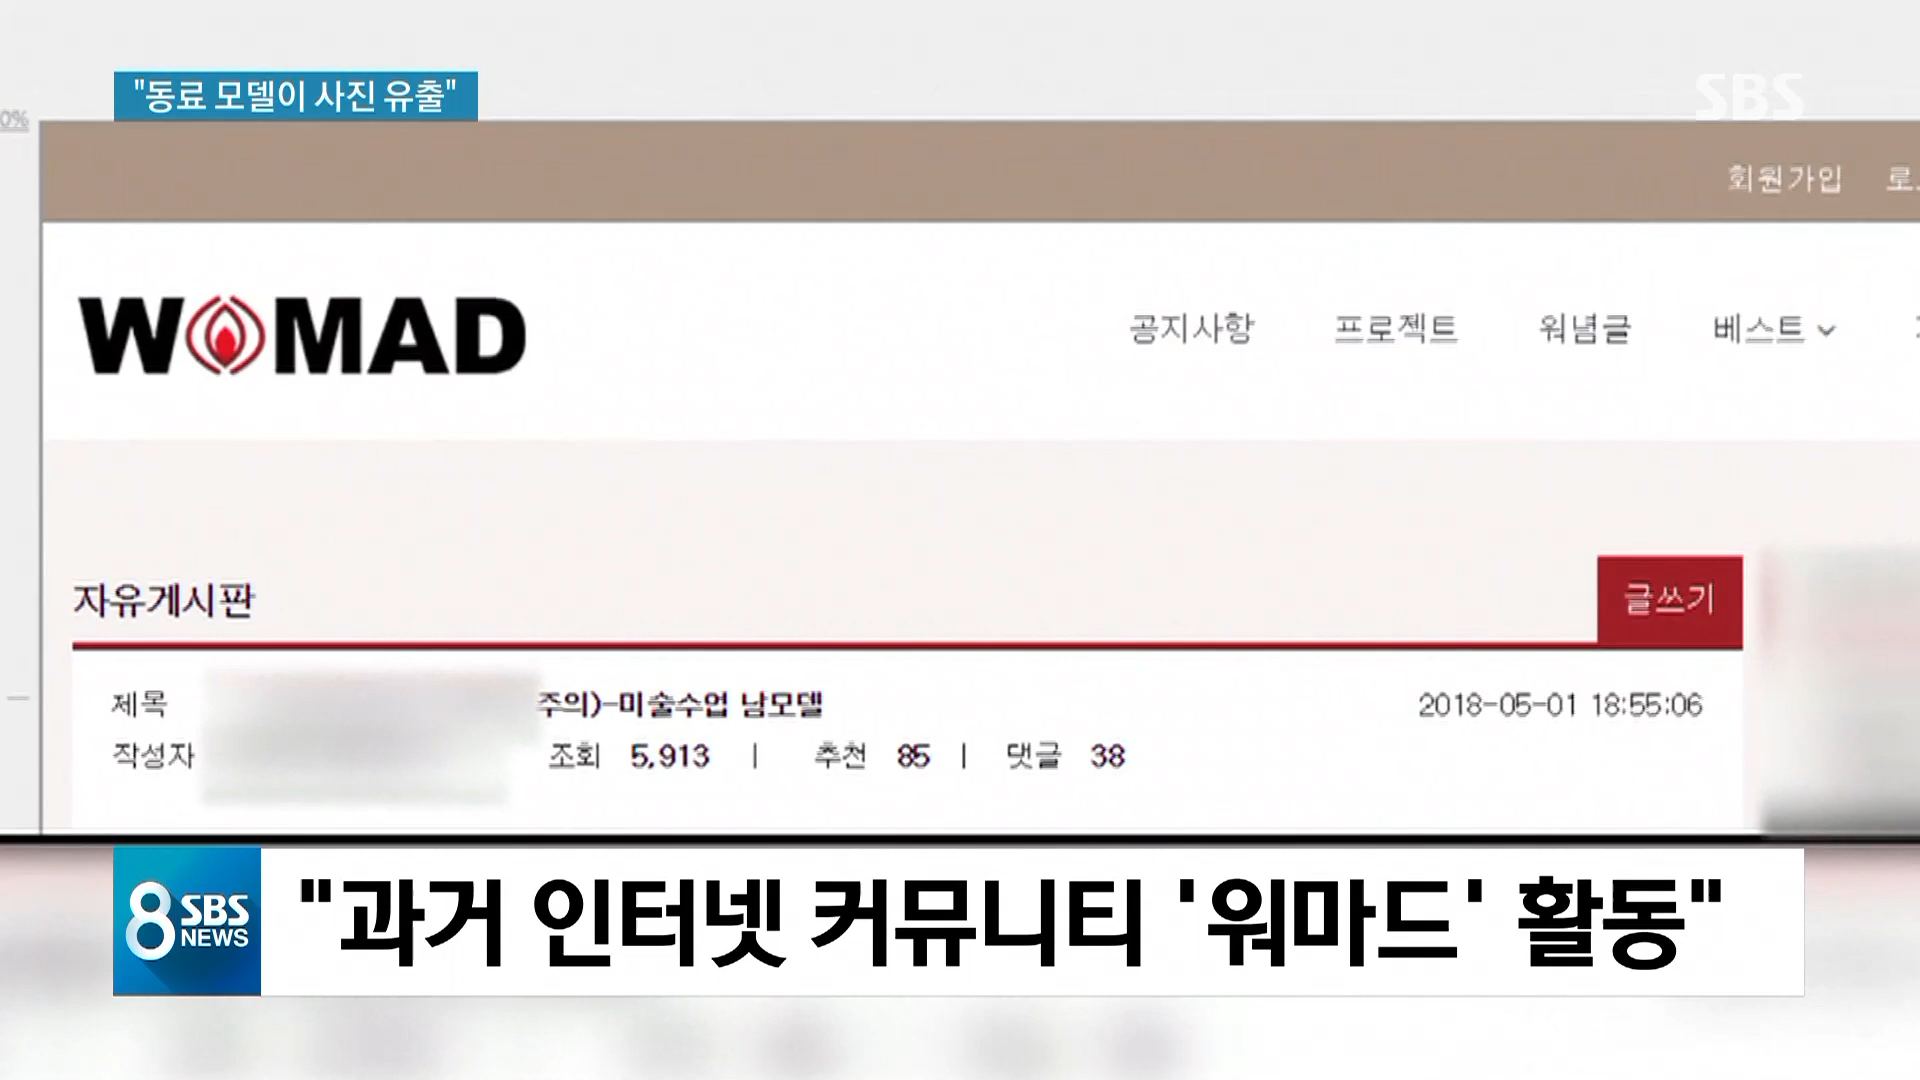 "동료 모델이 사진 유출"
SBS
0%
회원가입
WOMAD
공지사항 프로젝트 워념글 베스트
자유게시판
글쓰기
제목 주의)-미술수업 남모델 2018-05-01 18:55:06
작성자 조회 5,913 | 추천 85 | 댓글 38
8 SBS NEWS
"과거 인터넷 커뮤니티 '워마드' 활동"